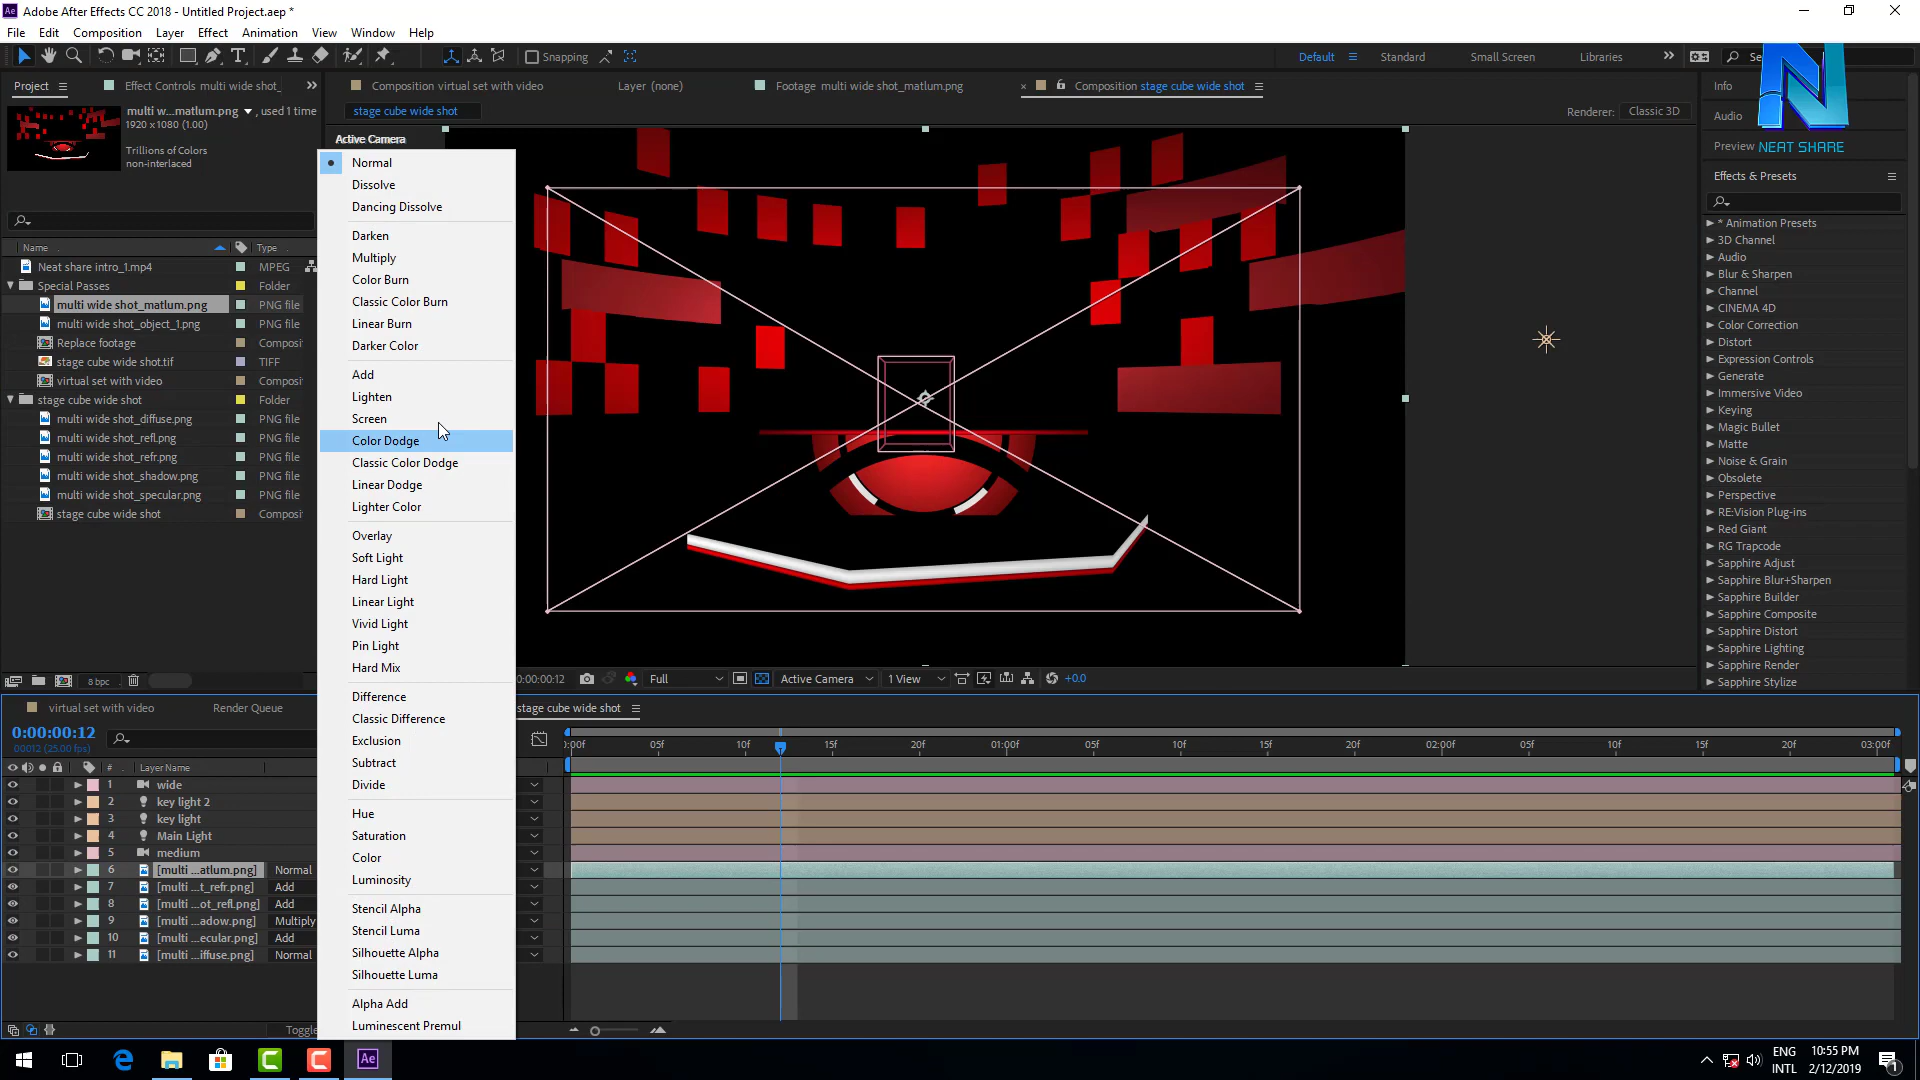 Adobe After Effects CC 2018 - Untitled Project.aep *
File Edit Composition Layer Effect Animation View Window Help
Snapping Default Standard Small Screen Libraries
Project Effect Controls multi wide shot_ Composition virtual set with video Layer (none) Footage multi wide shot_matlum.png Composition stage cube wide shot Info
multi w...matlum.png , used 1 time
1920 x 1080 (1.00)
Trillions of Colors
non-interlaced
stage cube wide shot Renderer: Classic 3D
Active Camera
Audio
Preview NEAT SHARE
Effects & Presets
Name Type
Neat share intro_1.mp4 MPEG
Special Passes Folder
multi wide shot_matlum.png PNG file
multi wide shot_object_1.png PNG file
Replace footage Composi
stage cube wide shot.tif TIFF
virtual set with video Composi
stage cube wide shot Folder
multi wide shot_diffuse.png PNG file
multi wide shot_refl.png PNG file
multi wide shot_refr.png PNG file
multi wide shot_shadow.png PNG file
multi wide shot_specular.png PNG file
stage cube wide shot Composi
8 bpc
Normal
Dissolve
Dancing Dissolve
Darken
Multiply
Color Burn
Classic Color Burn
Linear Burn
Darker Color
Add
Lighten
Screen
Color Dodge
Classic Color Dodge
Linear Dodge
Lighter Color
Overlay
Soft Light
Hard Light
Linear Light
Vivid Light
Pin Light
Hard Mix
Difference
Classic Difference
Exclusion
Subtract
Divide
Hue
Saturation
Color
Luminosity
Stencil Alpha
Stencil Luma
Silhouette Alpha
Silhouette Luma
Alpha Add
Luminescent Premul
* Animation Presets
3D Channel
Audio
Blur & Sharpen
Channel
CINEMA 4D
Color Correction
Distort
Expression Controls
Generate
Immersive Video
Keying
Magic Bullet
Matte
Noise & Grain
Obsolete
Perspective
RE:Vision Plug-ins
Red Giant
RG Trapcode
Sapphire Adjust
Sapphire Blur+Sharpen
Sapphire Builder
Sapphire Composite
Sapphire Distort
Sapphire Lighting
Sapphire Render
Sapphire Stylize
0:00:00:12 Full Active Camera 1 View +0.0
virtual set with video Render Queue stage cube wide shot
0:00:00:12
00012 (25.00 fps)
:00f 05f 10f 15f 20f 01:00f 05f 10f 15f 20f 02:00f 05f 10f 15f 20f 03:00f
# Layer Name
1 wide
2 key light 2
3 key light
4 Main Light
5 medium
6 [multi ...atlum.png] Normal
7 [multi ...t_refr.png] Add
8 [multi ...ot_refl.png] Add
9 [multi ...adow.png] Multiply
10 [multi ...ecular.png] Add
11 [multi ...iffuse.png] Normal
Toggle
Ae
ENG
INTL
10:55 PM
2/12/2019
1